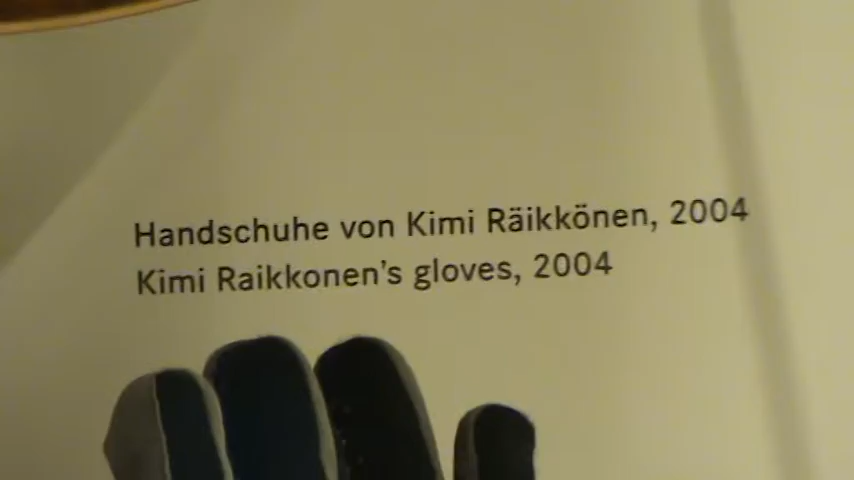 Handschuhe von Kimi Räikkönen, 2004
Kimi Raikkonen's gloves, 2004